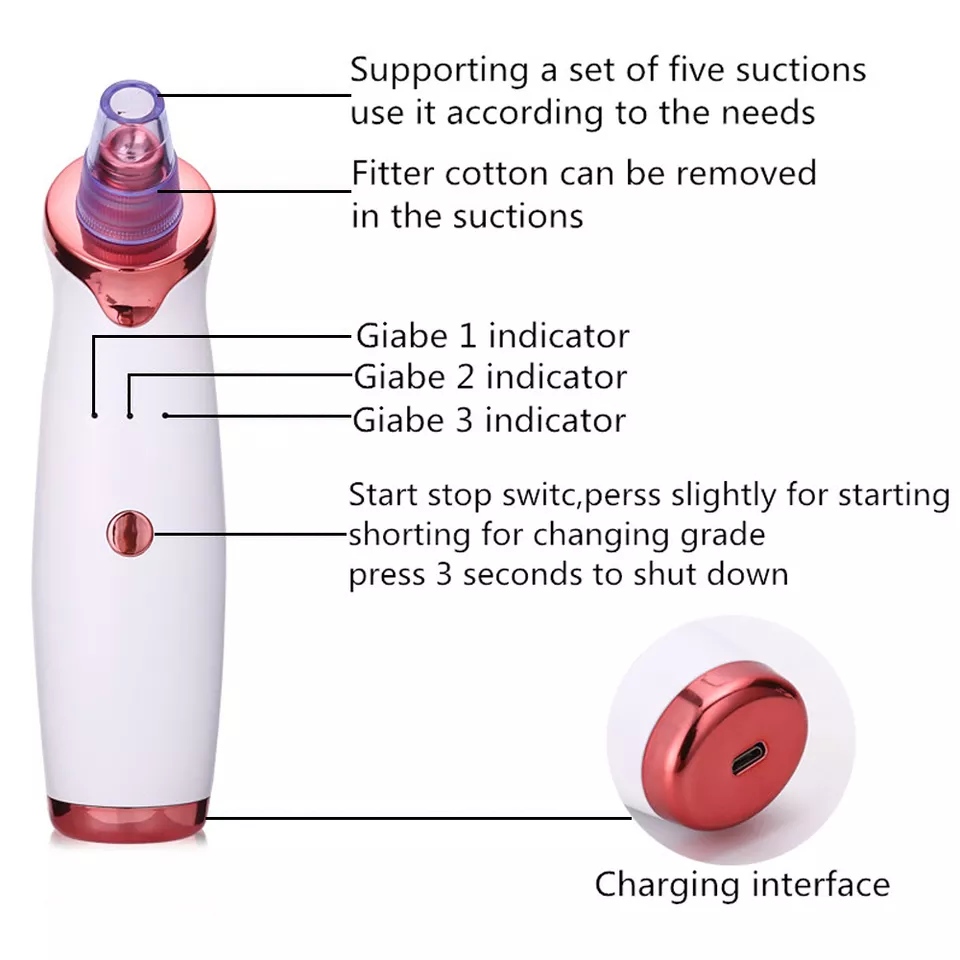 Supporting a set of five suctions
use it according to the needs
Fitter cotton can be removed
in the suctions
Giabe 1 indicator
Giabe 2 indicator
Giabe 3 indicator
Start stop switc,perss slightly for starting
shorting for changing grade
press 3 seconds to shut down
Charging interface